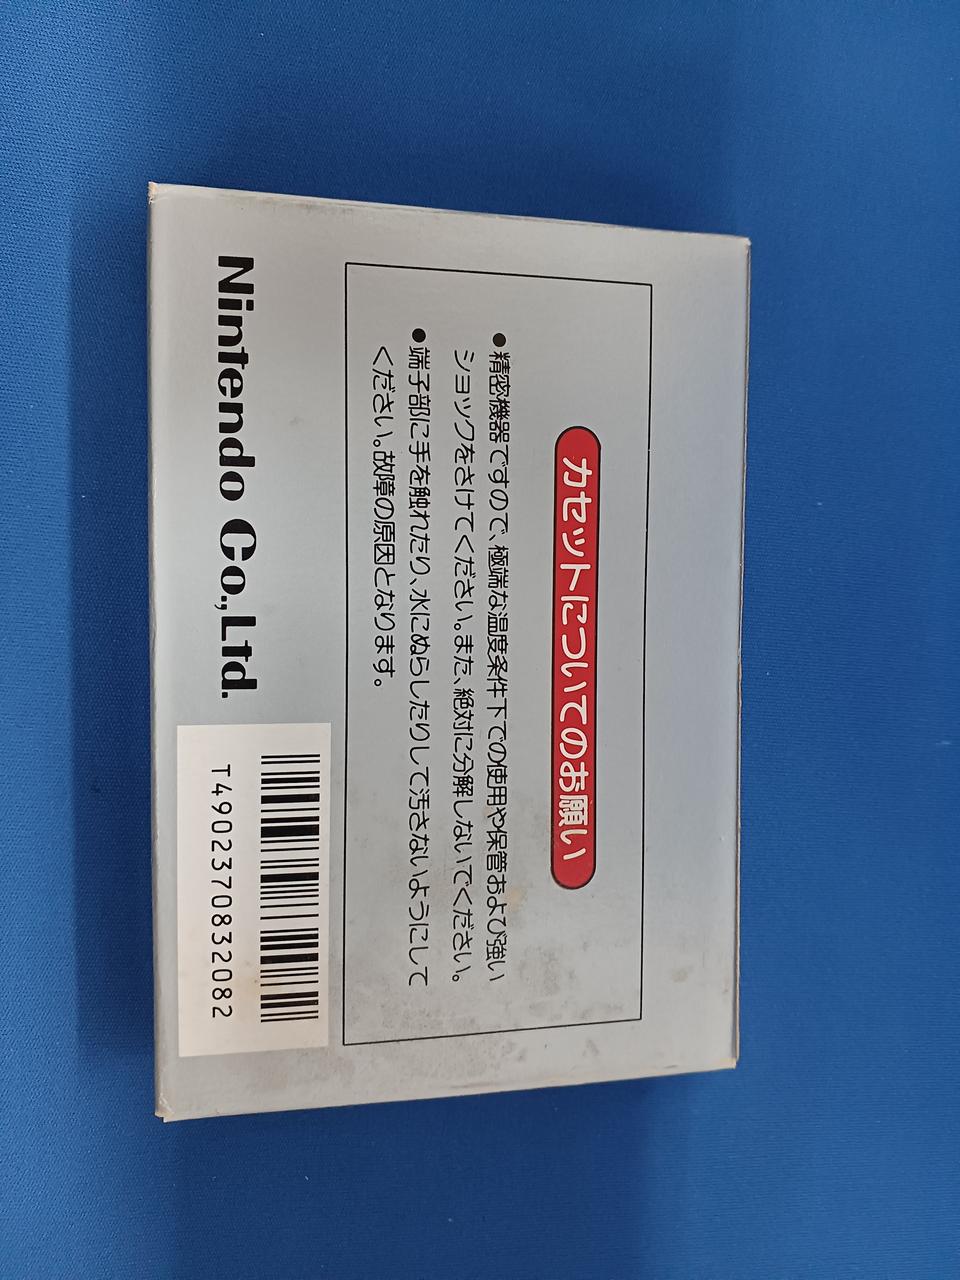 カセットについてのお願い
●精密機器ですので、極端な温度条件下での使用や保管および強い
ショックをさけてください。また、絶対に分解しないでください。
●端子部に手を触れたり、水にぬらしたりして汚さないようにして
ください。故障の原因となります。
Nintendo Co.,Ltd.
T4902370832082